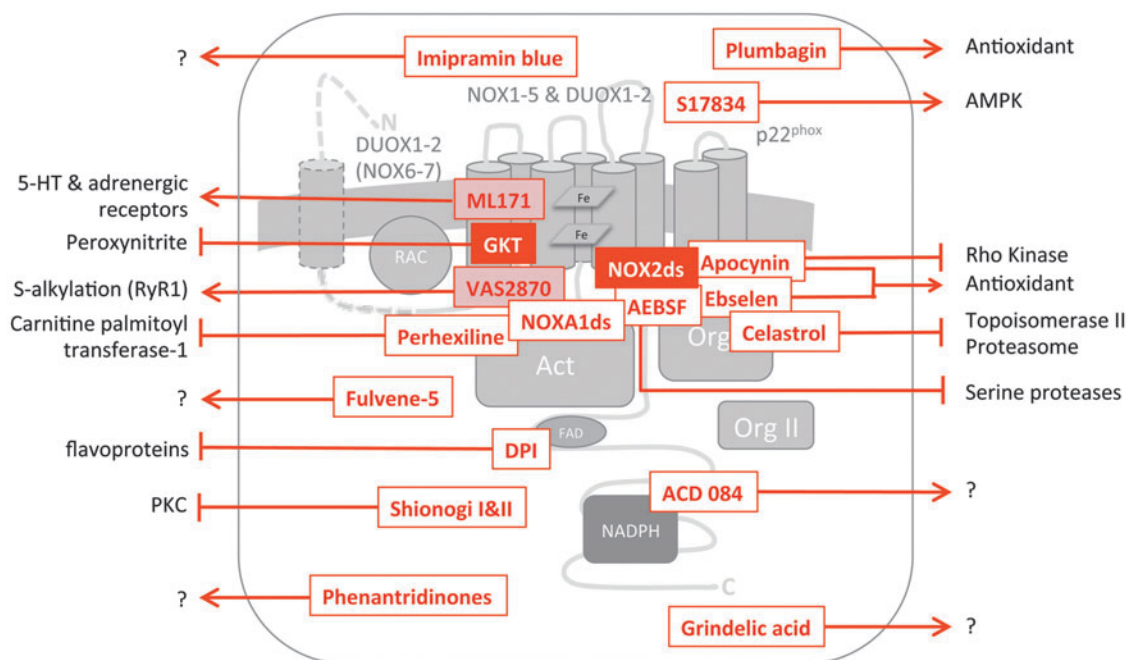 ?
Imipramin blue
Plumbagin
Antioxidant
NOX1-5 & DUOX1-2
S17834
AMPK
N
DUOX1-2
(NOX6-7)
p22phox
5-HT & adrenergic
receptors
ML171
Fe
Peroxynitrite
GKT
Fe
RAC
NOX2ds
Apocynin
Rho Kinase
S-alkylation (RyR1)
VAS2870
AEBSF
Ebselen
Antioxidant
Carnitine palmitoyl
transferase-1
Perhexiline
NOXA1ds
Act
Org
Celastrol
Topoisomerase II
Proteasome
?
Fulvene-5
Serine proteases
flavoproteins
DPI
FAD
Org II
PKC
Shionogi I&II
ACD 084
?
NADPH
C
?
Phenantridinones
Grindelic acid
?